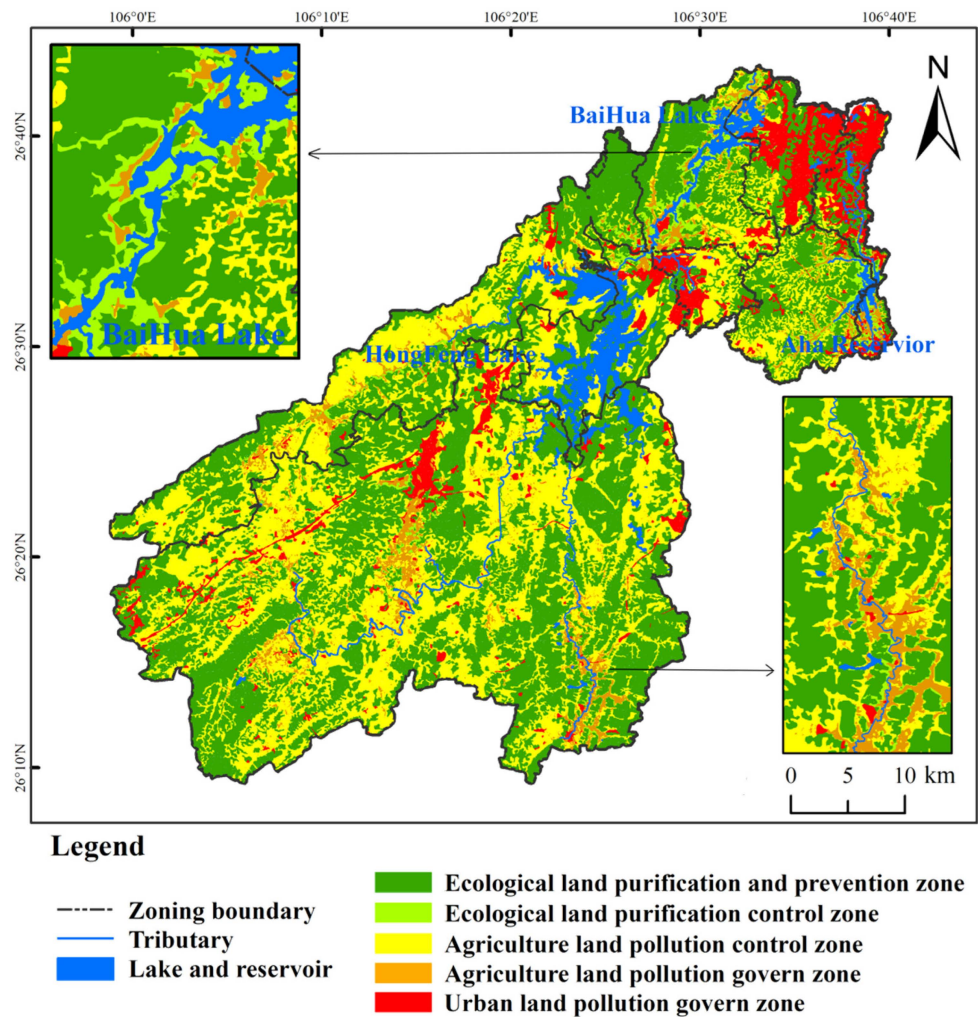 106°0'E 106°10'E 106°20'E 106°30'E 106°40'E
26°40'N
26°30'N
26°20'N
26°10'N
N
BaiHua Lake
BaiHua Lake
HongFeng Lake
Aha Reservior
0 5 10 km
Legend
Zoning boundary
Tributary
Lake and reservoir
Ecological land purification and prevention zone
Ecological land purification control zone
Agriculture land pollution control zone
Agriculture land pollution govern zone
Urban land pollution govern zone